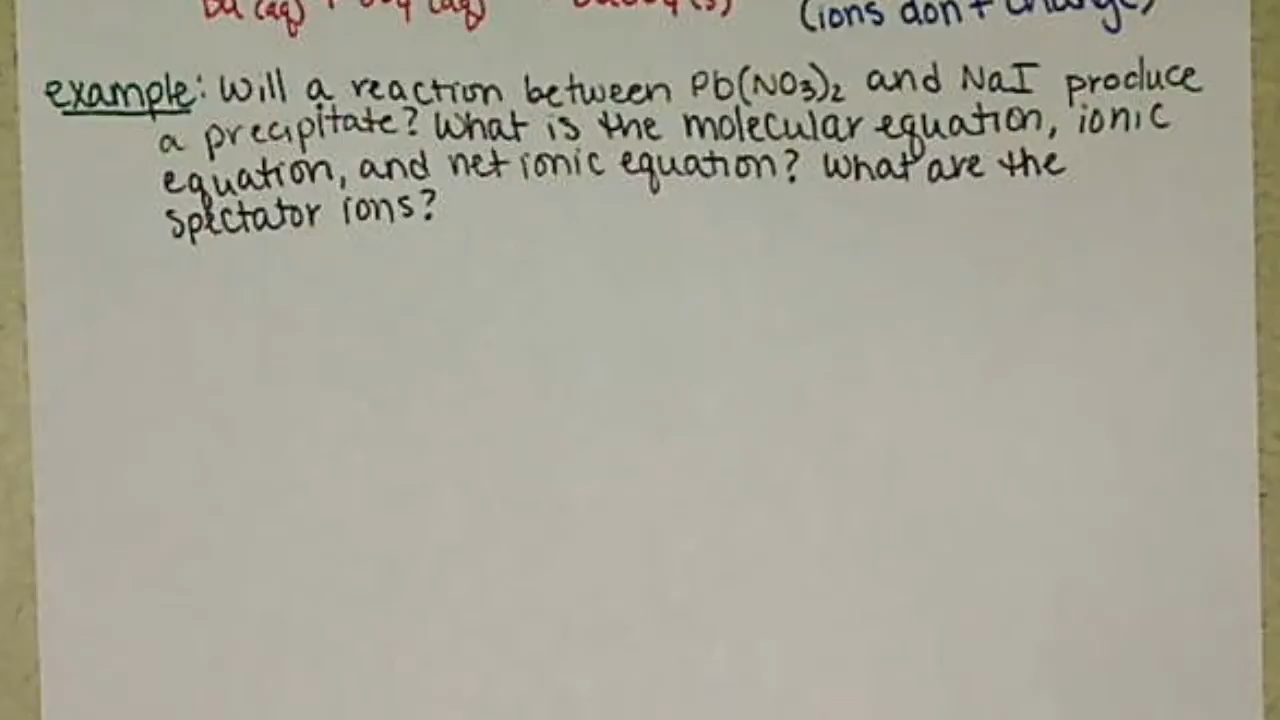 (ions don't change)
example: Will a reaction between Pb(NO₃)₂ and NaI produce
a precipitate? What is the molecular equation, ionic
equation, and net ionic equation? What are the
spectator ions?